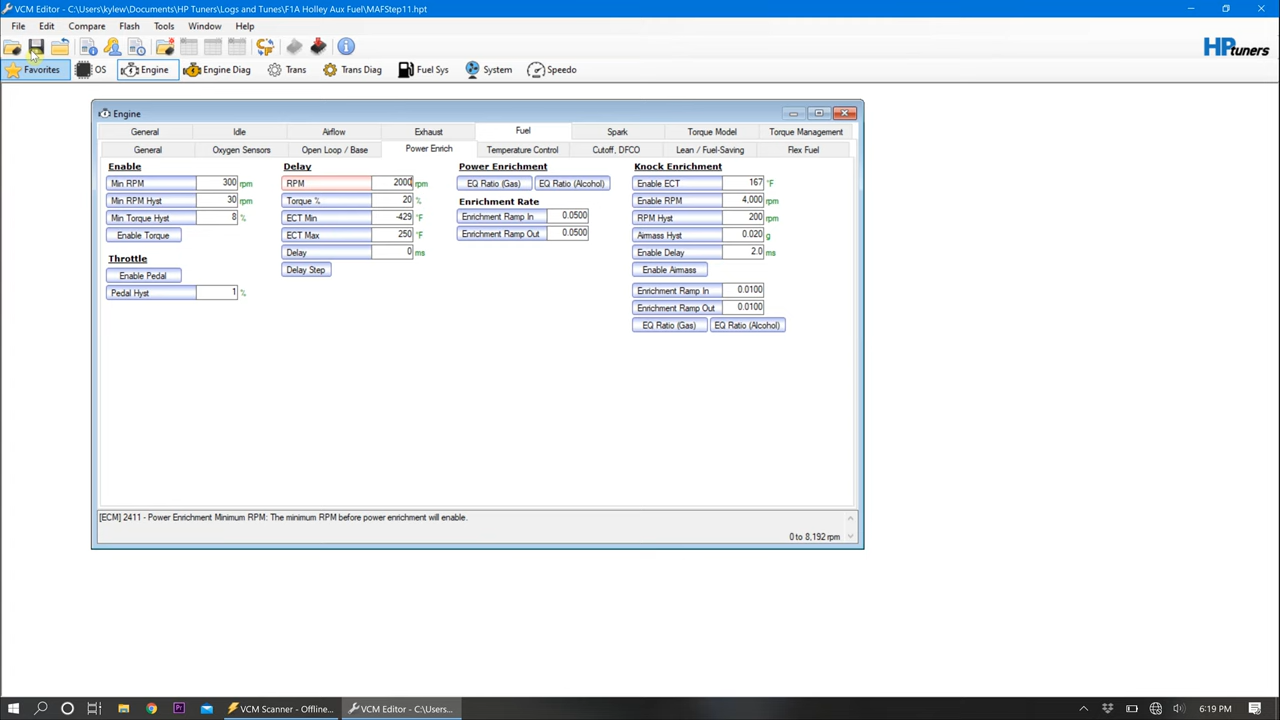 VCM Editor - C:\Users\kylew\Documents\HP Tuners\Logs and Tunes\F1A Holley Aux Fuel\MAFStep11.hpt
File Edit Compare Flash Tools Window Help
HPtuners
Favorites OS Engine Engine Diag Trans Trans Diag Fuel Sys System Speedo
Engine
General Idle Airflow Exhaust Fuel Spark Torque Model Torque Management
General Oxygen Sensors Open Loop / Base Power Enrich Temperature Control Cutoff, DFCO Lean / Fuel-Saving Flex Fuel
Enable Delay Power Enrichment Knock Enrichment
Min RPM 300 rpm RPM 2000 rpm EQ Ratio (Gas) EQ Ratio (Alcohol) Enable ECT 167 °F
Min RPM Hyst 30 rpm Torque % 20 % Enrichment Rate Enable RPM 4,000 rpm
Min Torque Hyst 8 % ECT Min -429 °F Enrichment Ramp In 0.0500 RPM Hyst 200 rpm
Enable Torque ECT Max 250 °F Enrichment Ramp Out 0.0500 Airmass Hyst 0.020 g
Throttle Delay 0 ms Enable Delay 2.0 ms
Enable Pedal Delay Step Enable Airmass
Pedal Hyst 1 % Enrichment Ramp In 0.0100
Enrichment Ramp Out 0.0100
EQ Ratio (Gas) EQ Ratio (Alcohol)
[ECM] 2411 - Power Enrichment Minimum RPM: The minimum RPM before power enrichment will enable.
0 to 8,192 rpm
VCM Scanner - Offline... VCM Editor - C:\Users... 6:19 PM